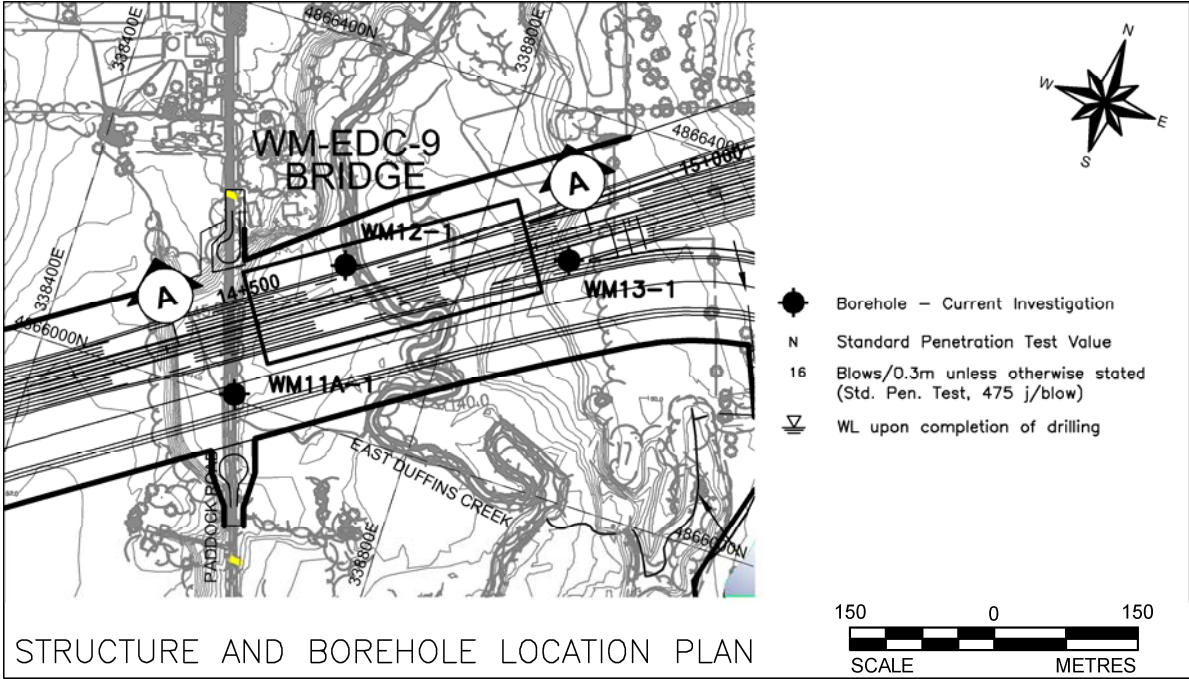 4866400N
338400E
338800E
WM-EDC-9
BRIDGE
4866400N
15+000
A
WM12-1
338400E
A
14+500
WM13-1
4866000N
WM11A-1
140.0
EAST DUFFINS CREEK
PADDOCK ROAD
338800E
4866000N
N
W
E
S
Borehole – Current Investigation
N Standard Penetration Test Value
16 Blows/0.3m unless otherwise stated
(Std. Pen. Test, 475 j/blow)
WL upon completion of drilling
STRUCTURE AND BOREHOLE LOCATION PLAN
150 0 150
SCALE METRES